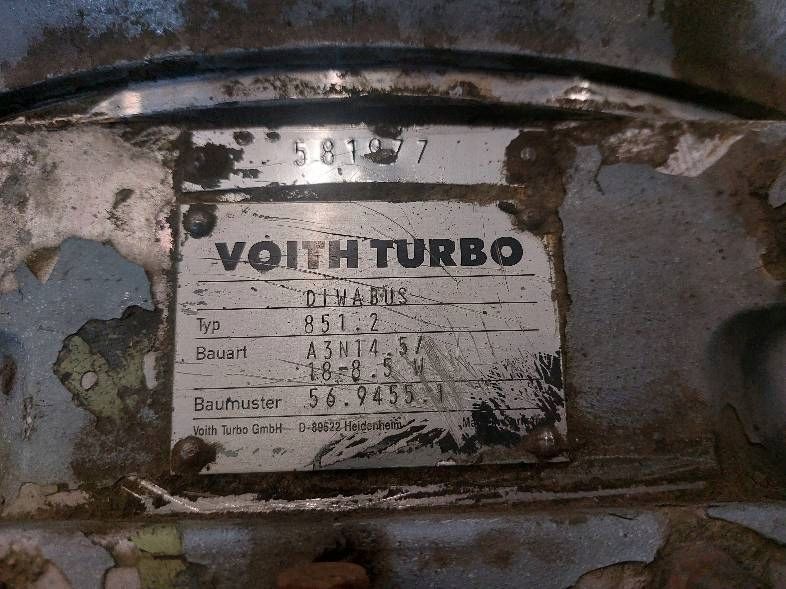 581977
VOITH TURBO
DIWABUS
Typ 851.2
Bauart A3N14.5/
18-8.5 W
Baumuster 56.9455.1
Voith Turbo GmbH D-89522 Heidenheim